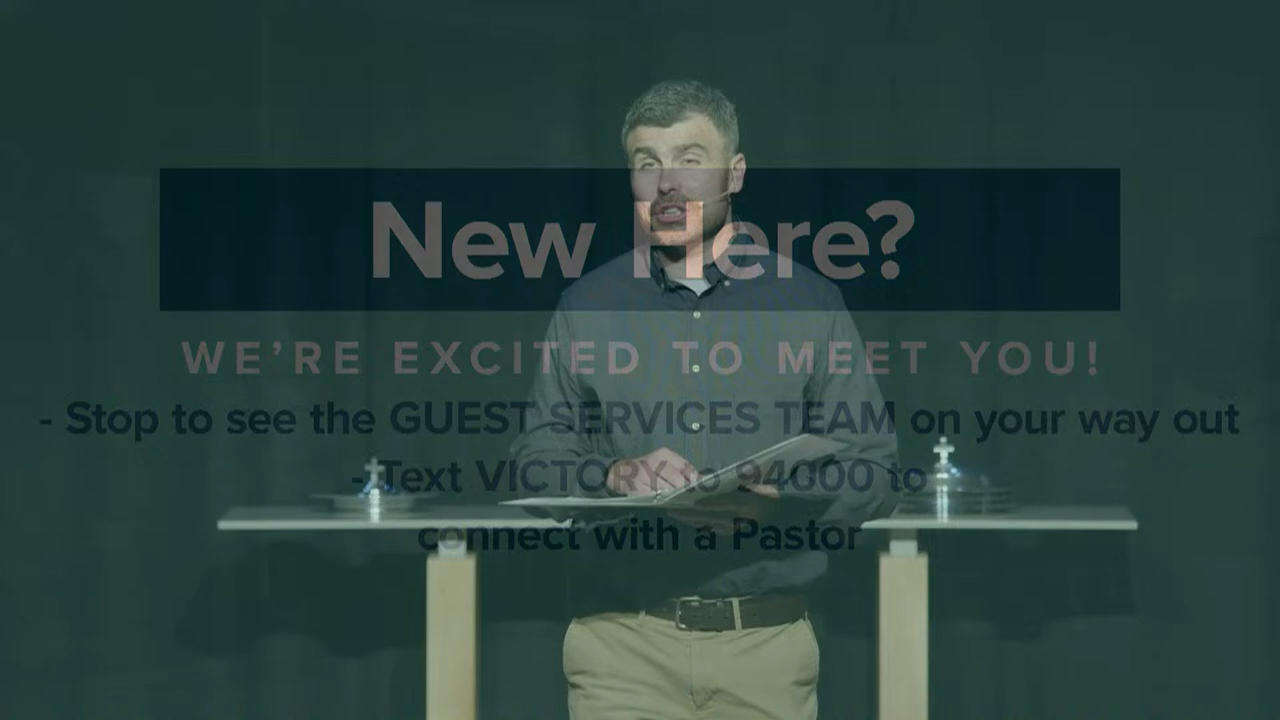 New Here?
WE'RE EXCITED TO MEET YOU!
- Stop to see the GUEST SERVICES TEAM on your way out
- Text VICTORY to 94000 to
connect with a Pastor